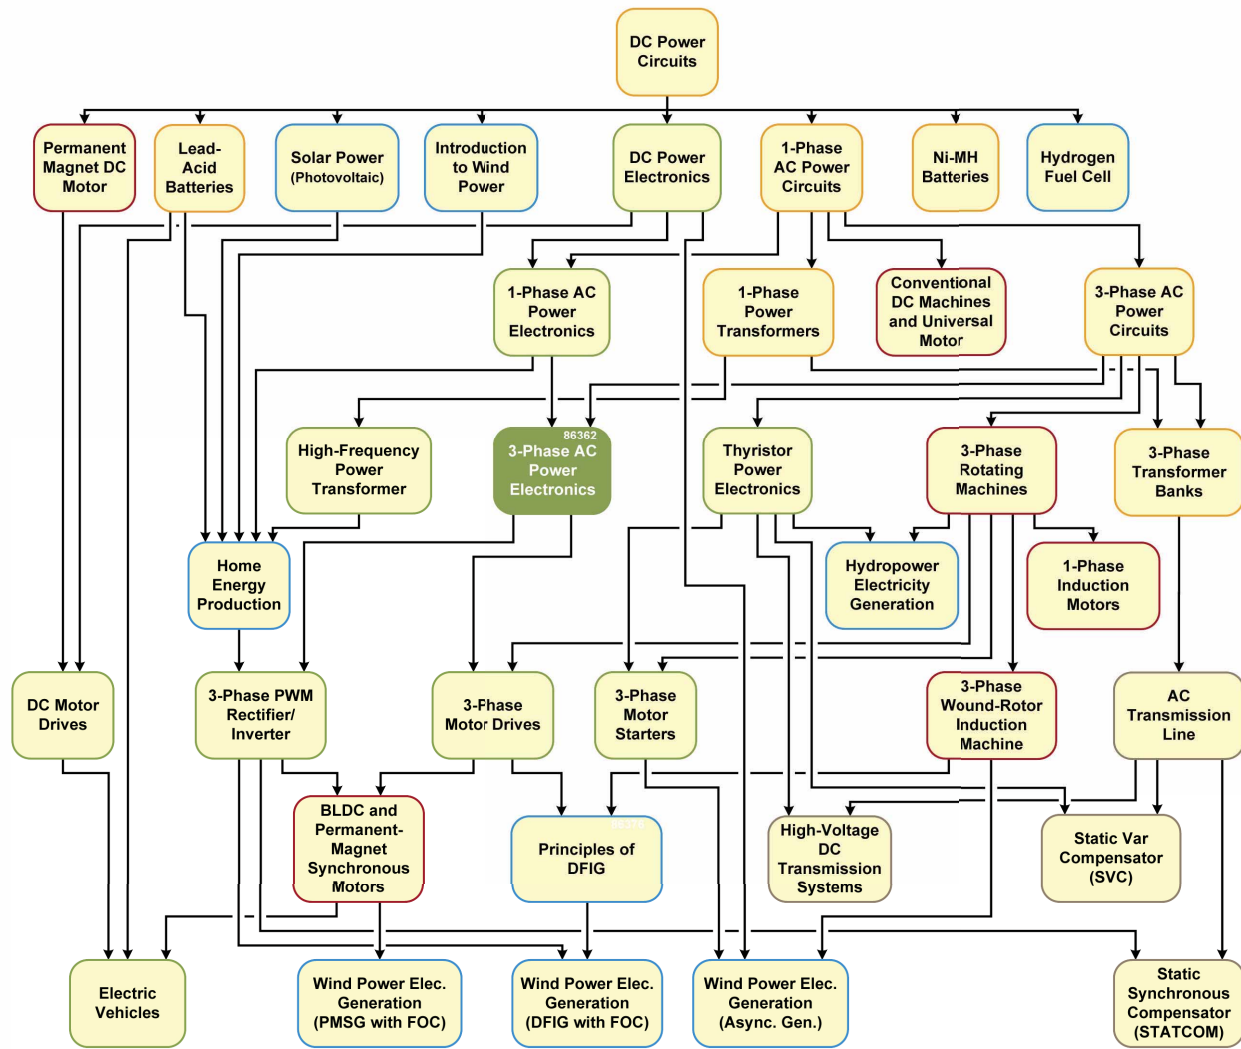 DC Power
Circuits
Permanent
Magnet DC
Motor
Lead-
Acid
Batteries
Solar Power
(Photovoltaic)
Introduction
to Wind
Power
DC Power
Electronics
1-Phase
AC Power
Circuits
Ni-MH
Batteries
Hydrogen
Fuel Cell
1-Phase AC
Power
Electronics
1-Phase
Power
Transformers
Conventional
DC Machines
and Universal
Motor
3-Phase AC
Power
Circuits
High-Frequency
Power
Transformer
86362
3-Phase AC
Power
Electronics
Thyristor
Power
Electronics
3-Phase
Rotating
Machines
3-Phase
Transformer
Banks
Home
Energy
Production
Hydropower
Electricity
Generation
1-Phase
Induction
Motors
DC Motor
Drives
3-Phase PWM
Rectifier/
Inverter
3-Phase
Motor Drives
3-Phase
Motor
Starters
3-Phase
Wound-Rotor
Induction
Machine
AC
Transmission
Line
BLDC and
Permanent-
Magnet
Synchronous
Motors
Principles of
DFIG
High-Voltage
DC
Transmission
Systems
Static Var
Compensator
(SVC)
Electric
Vehicles
Wind Power Elec.
Generation
(PMSG with FOC)
Wind Power Elec.
Generation
(DFIG with FOC)
Wind Power Elec.
Generation
(Async. Gen.)
Static
Synchronous
Compensator
(STATCOM)